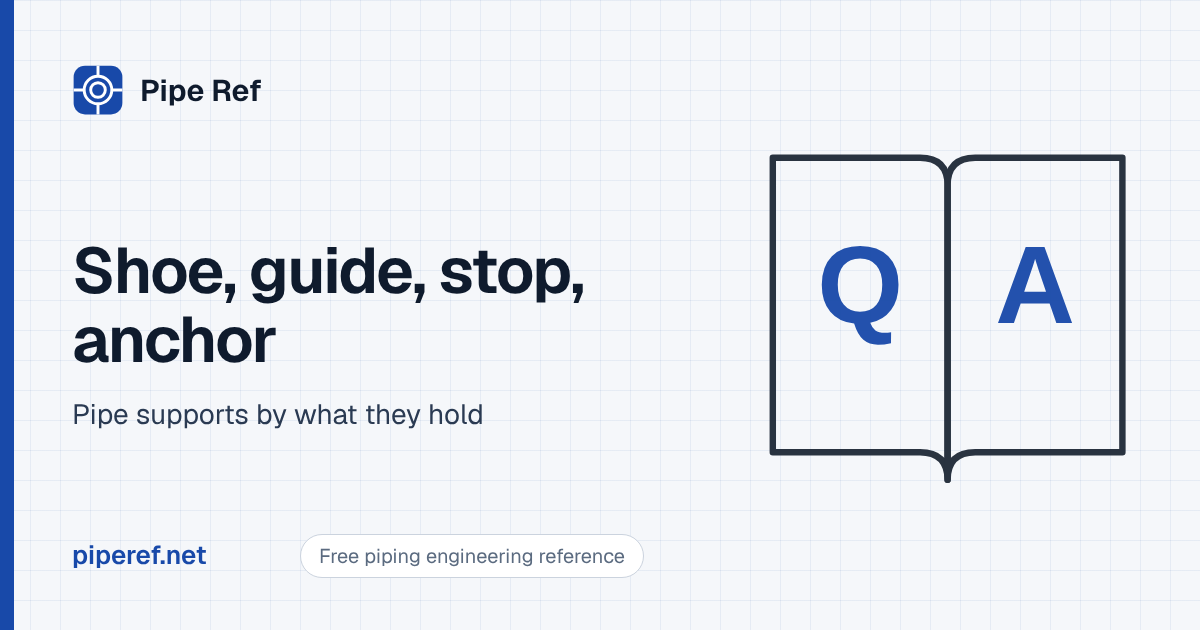 Pipe Ref
Shoe, guide, stop,
anchor
Pipe supports by what they hold
piperef.net
Free piping engineering reference
Q
A